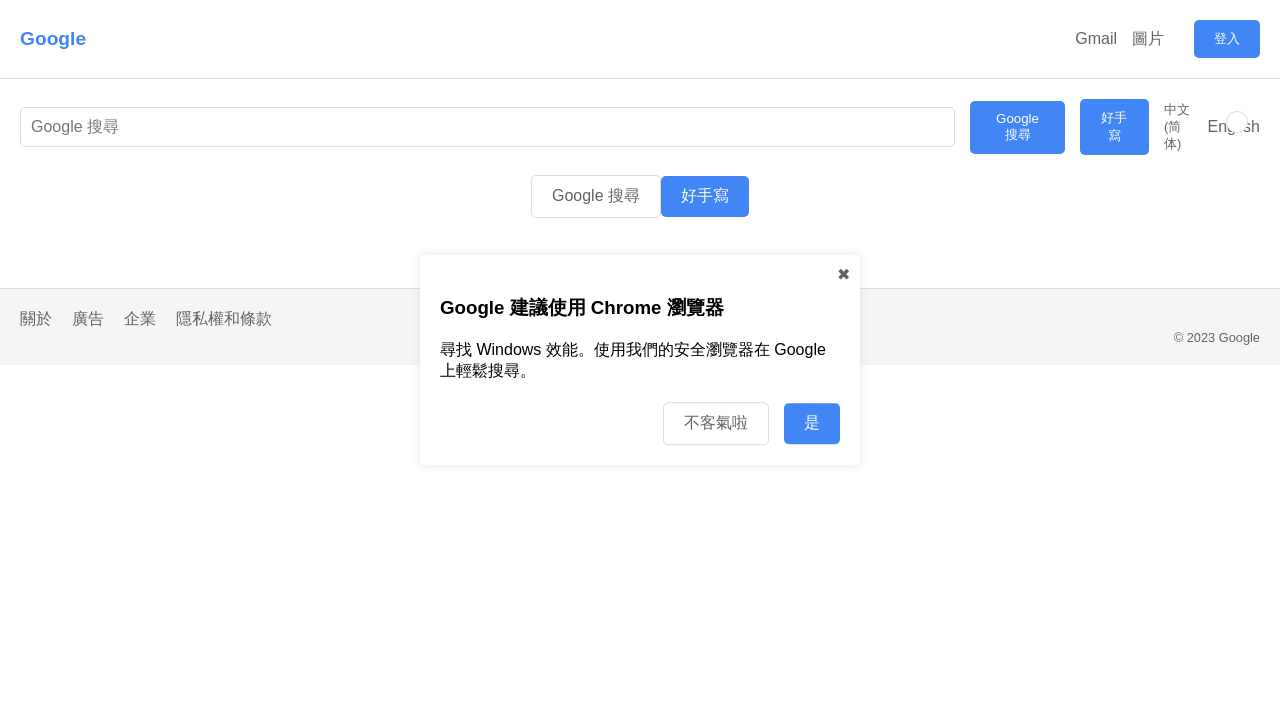 Google
Gmail 圖片 登入
Google 搜尋
Google
搜尋
好手
寫
中文
(简
体)
English
Google 搜尋 好手寫
✖
Google 建議使用 Chrome 瀏覽器
尋找 Windows 效能。使用我們的安全瀏覽器在 Google
上輕鬆搜尋。
不客氣啦 是
關於 廣告 企業 隱私權和條款
© 2023 Google